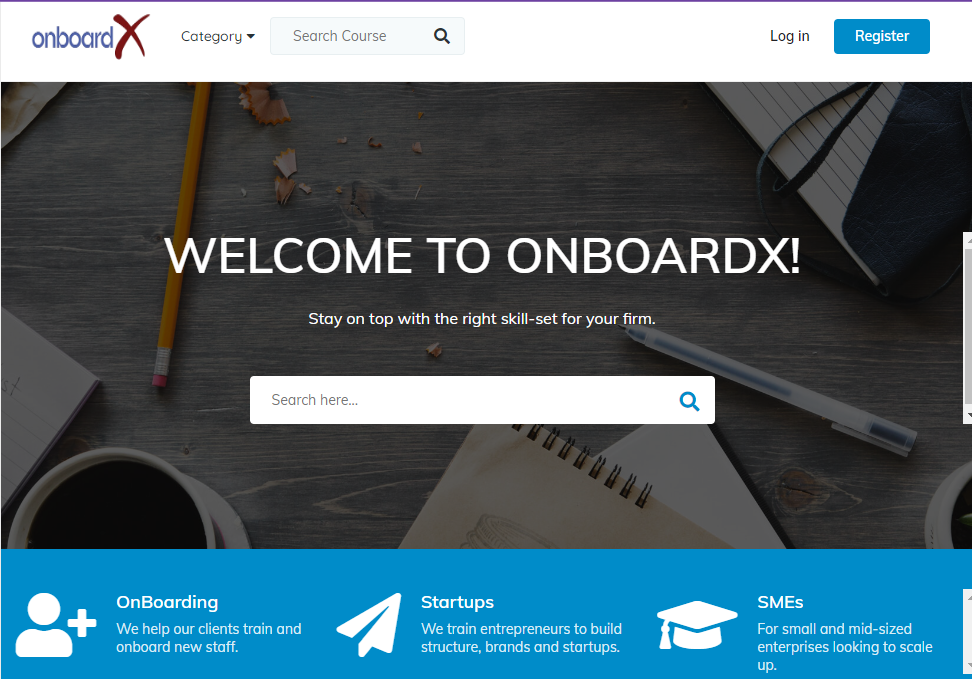 onboardX
Category
Search Course
Log in
Register
WELCOME TO ONBOARDX!
Stay on top with the right skill-set for your firm.
Search here...
OnBoarding
We help our clients train and
onboard new staff.
Startups
We train entrepreneurs to build
structure, brands and startups.
SMEs
For small and mid-sized
enterprises looking to scale
up.